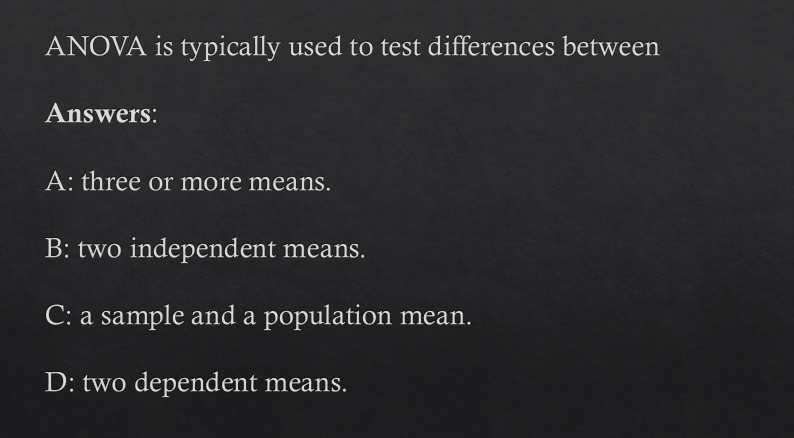 ANOVA is typically used to test differences between
Answers:
A: three or more means.
B: two independent means.
C: a sample and a population mean.
D: two dependent means.